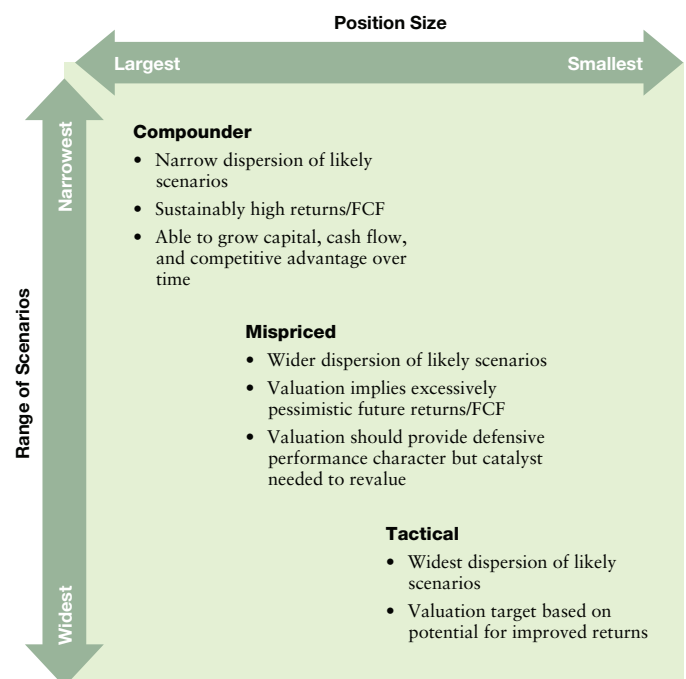 Position Size
Largest
Smallest
Narrowest
Range of Scenarios
Widest
Compounder
• Narrow dispersion of likely
scenarios
• Sustainably high returns/FCF
• Able to grow capital, cash flow,
and competitive advantage over
time
Mispriced
• Wider dispersion of likely scenarios
• Valuation implies excessively
pessimistic future returns/FCF
• Valuation should provide defensive
performance character but catalyst
needed to revalue
Tactical
• Widest dispersion of likely
scenarios
• Valuation target based on
potential for improved returns